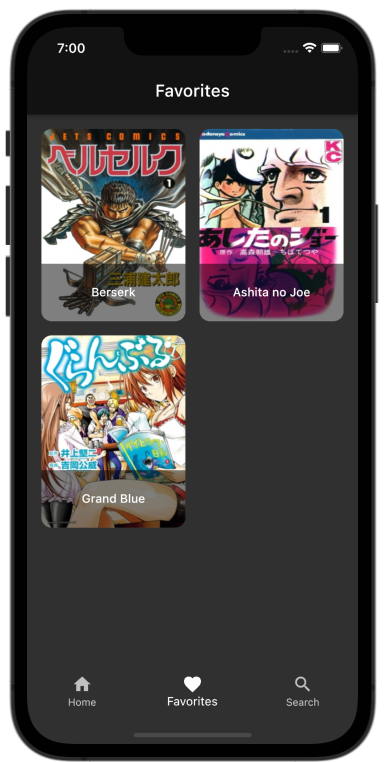 7:00
Favorites
JETS COMICS
ベルセルク
1
三浦建太郎
Berserk
Kodansya Comics
KC
1
あしたのジョー
原作/高森朝雄・ちばてつや
Ashita no Joe
ぐらんぶる
井上堅二
吉岡公威
Grand Blue
Home
Favorites
Search